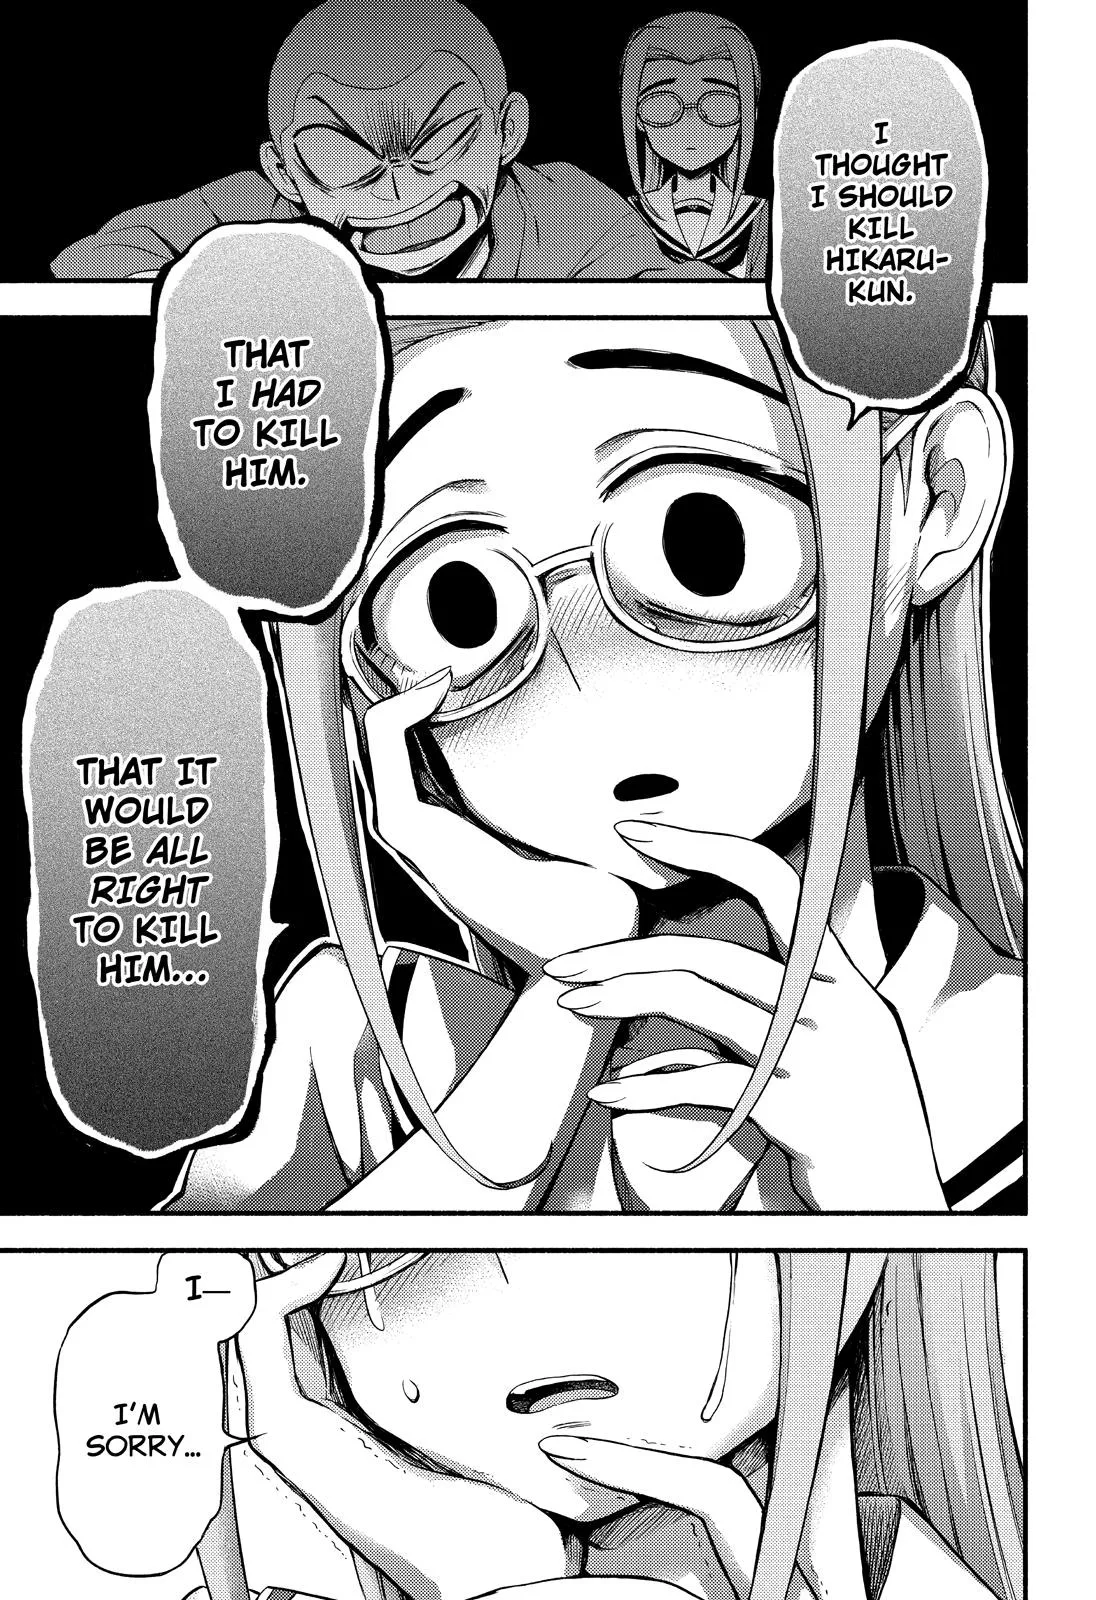 I
THOUGHT
I SHOULD
KILL
HIKARU-
KUN.
THAT
I HAD
TO KILL
HIM.
THAT IT
WOULD
BE ALL
RIGHT
TO KILL
HIM...
I—
I'M
SORRY...